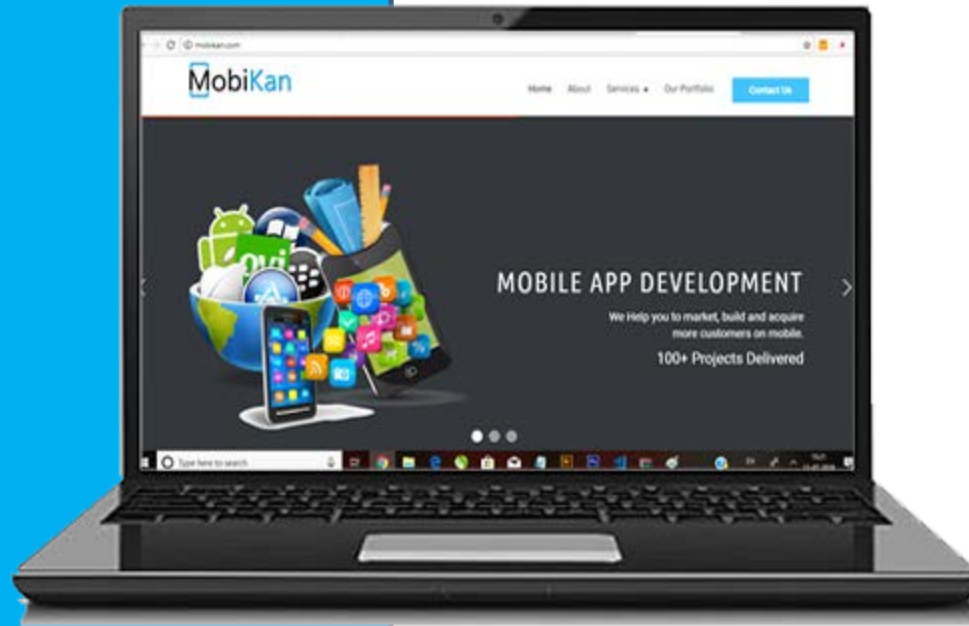 mobikan.com
MobiKan
Home About Services Our Portfolio Contact Us
ovi
MOBILE APP DEVELOPMENT
We Help you to market, build and acquire
more customers on mobile.
100+ Projects Delivered
Type here to search